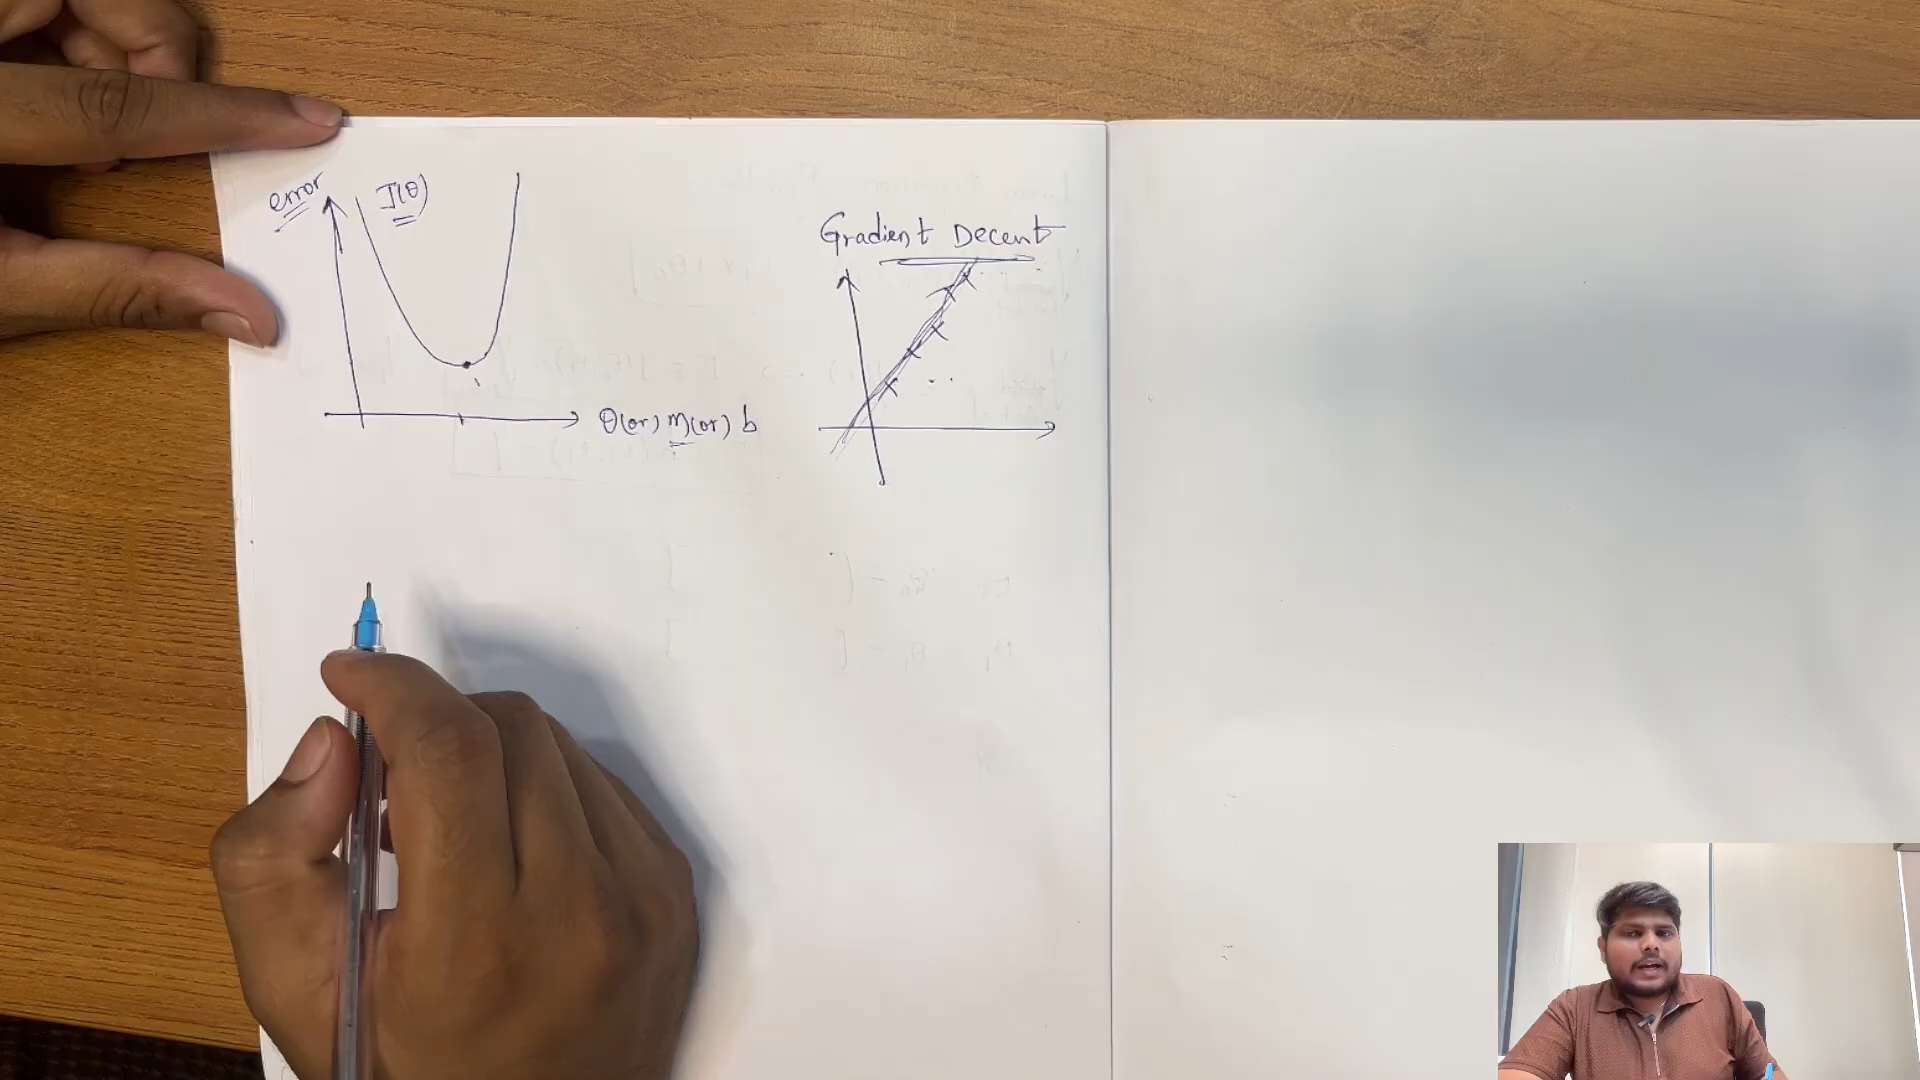 error
J(θ)
θ(or) m(or) b
Gradient Decent